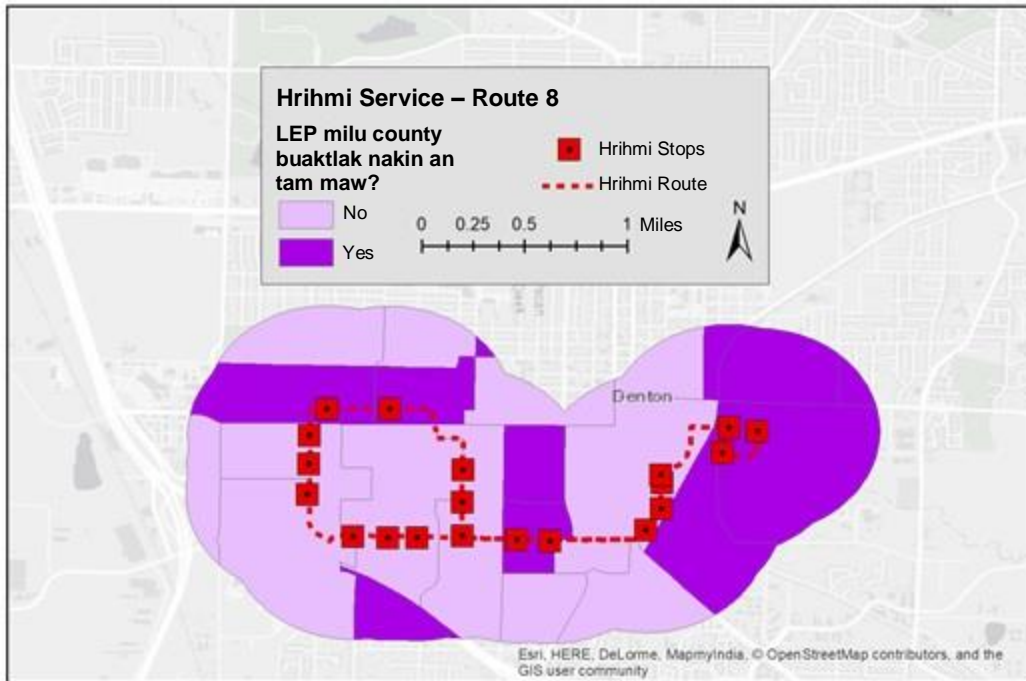 Hrihmi Service – Route 8
LEP milu county
buaktlak nakin an
tam maw?
No
Yes
Hrihmi Stops
Hrihmi Route
0 0.25 0.5 1 Miles
N
Denton
Esri, HERE, DeLorme, MapmyIndia, © OpenStreetMap contributors, and the
GIS user community